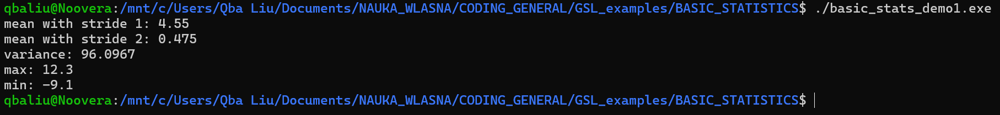 qbaliu@Noovera:/mnt/c/Users/Qba Liu/Documents/NAUKA_WLASNA/CODING_GENERAL/GSL_examples/BASIC_STATISTICS$ ./basic_stats_demo1.exe
mean with stride 1: 4.55
mean with stride 2: 0.475
variance: 96.0967
max: 12.3
min: -9.1
qbaliu@Noovera:/mnt/c/Users/Qba Liu/Documents/NAUKA_WLASNA/CODING_GENERAL/GSL_examples/BASIC_STATISTICS$